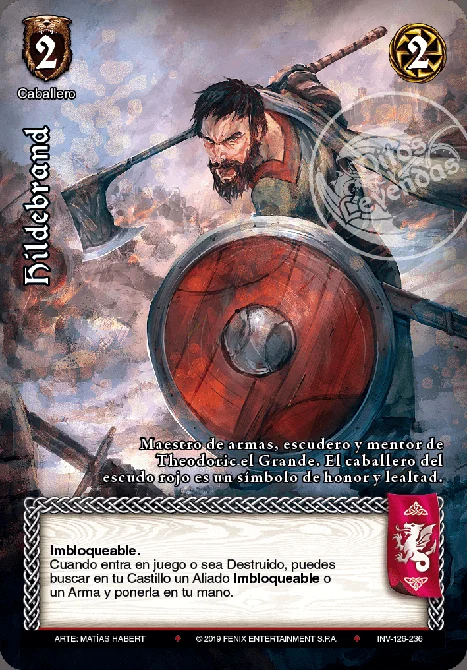 2
2
Caballero
Hildebrand
Mitos y
Leyendas
Maestro de armas, escudero y mentor de
Theodoric el Grande. El caballero del
escudo rojo es un símbolo de honor y lealtad.
Imbloqueable.
Cuando entra en juego o sea Destruido, puedes
buscar en tu Castillo un Aliado Imbloqueable o
un Arma y ponerla en tu mano.
ARTE: MATÍAS HABERT
© 2019 FENIX ENTERTAINMENT S.P.A.
INV-126-236